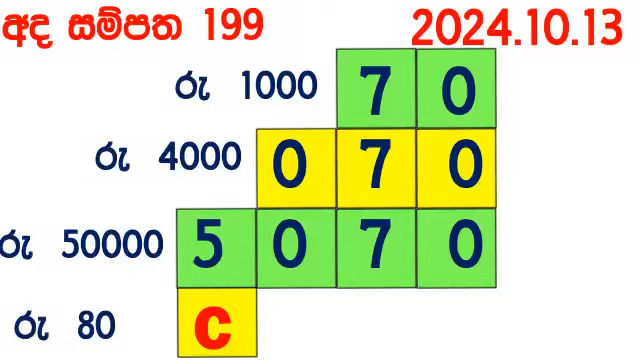 අද සම්පත 199 2024.10.13
රු 1000 7 0
රු 4000 0 7 0
රු 50000 5 0 7 0
රු 80 C